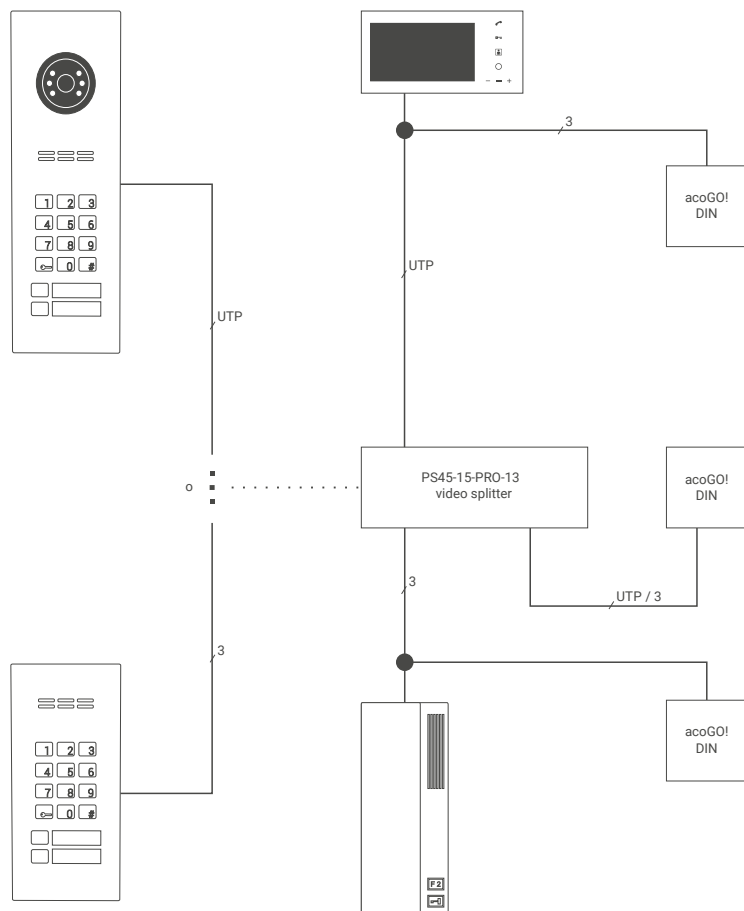 1 2 3
4 5 6
7 8 9
0 #
UTP
− +
3
acoGO!
DIN
UTP
o
PS45-15-PRO-13
video splitter
acoGO!
DIN
3
UTP / 3
3
1 2 3
4 5 6
7 8 9
0 #
acoGO!
DIN
F2